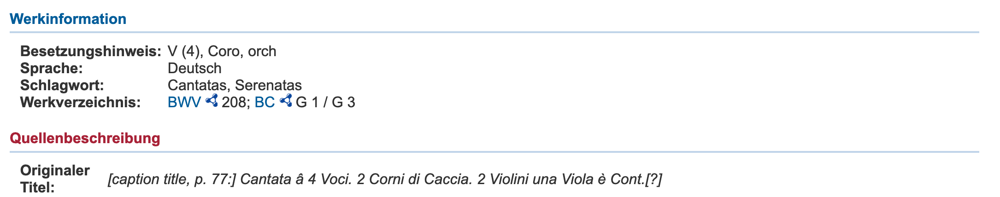 Werkinformation
Besetzungshinweis: V (4), Coro, orch
Sprache: Deutsch
Schlagwort: Cantatas, Serenatas
Werkverzeichnis: BWV 208; BC G 1 / G 3
Quellenbeschreibung
Originaler Titel: [caption title, p. 77:] Cantata â 4 Voci. 2 Corni di Caccia. 2 Violini una Viola è Cont.[?]